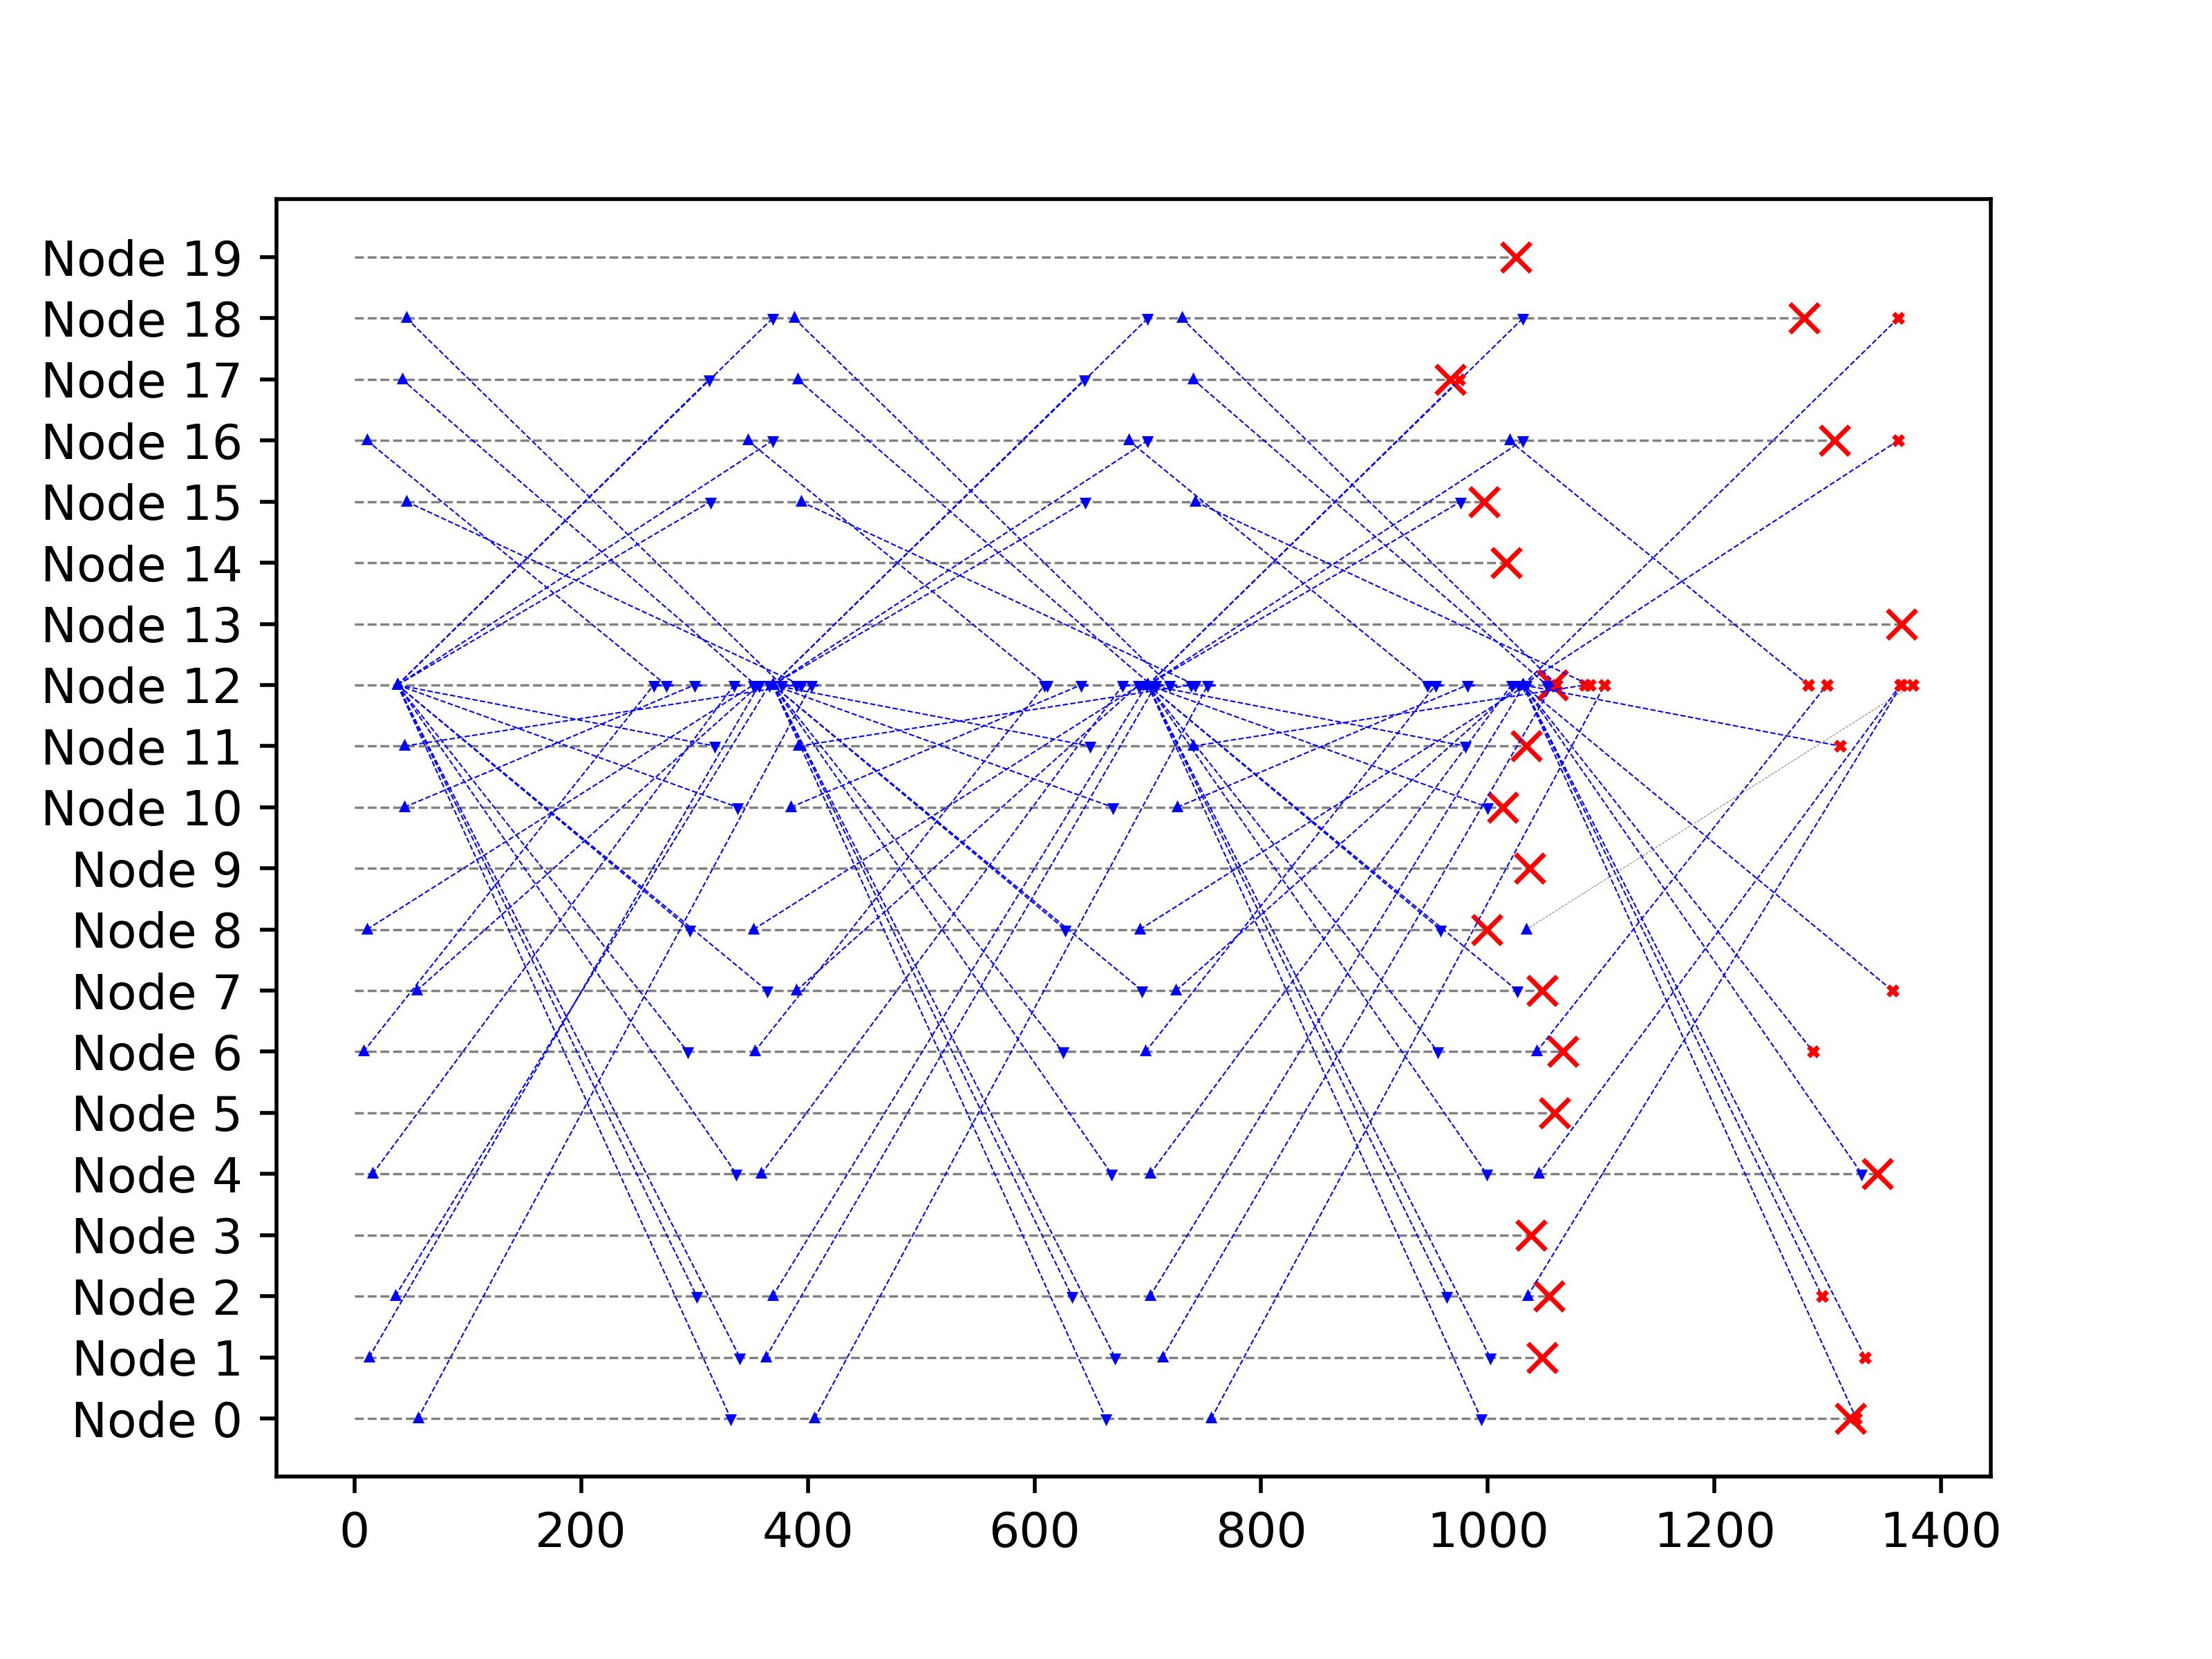 Node 19
Node 18
Node 17
Node 16
Node 15
Node 14
Node 13
Node 12
Node 11
Node 10
Node 9
Node 8
Node 7
Node 6
Node 5
Node 4
Node 3
Node 2
Node 1
Node 0
0 200 400 600 800 1000 1200 1400